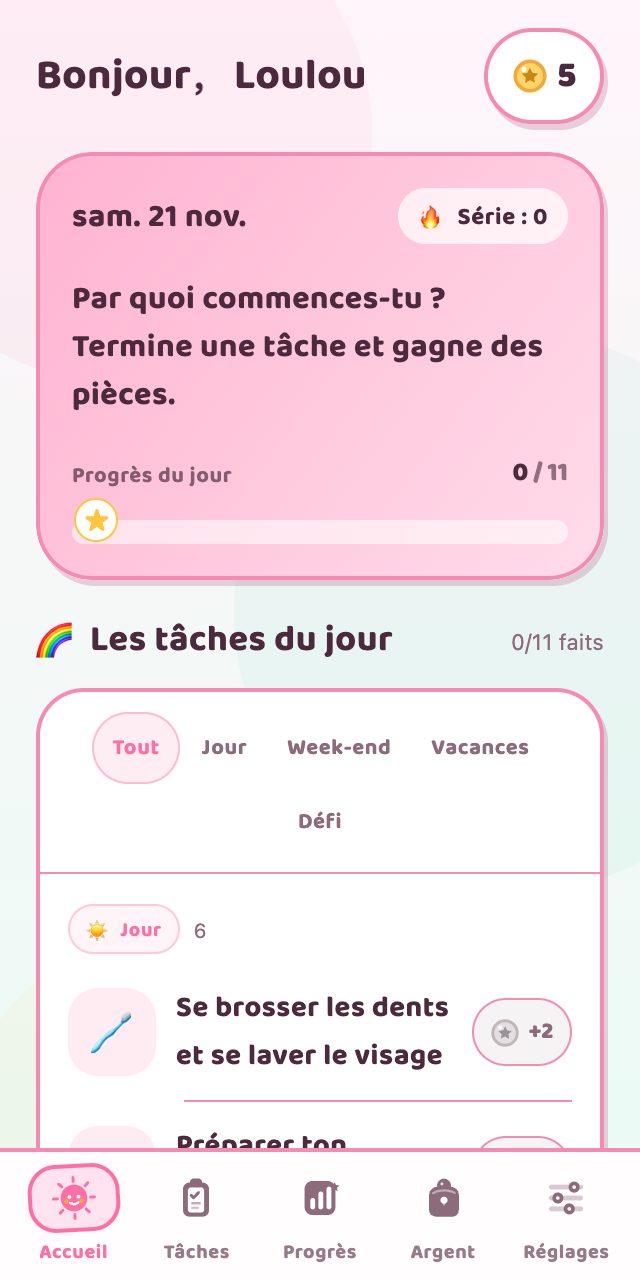 Bonjour, Loulou
5
sam. 21 nov.
Série : 0
Par quoi commences-tu ?
Termine une tâche et gagne des
pièces.
Progrès du jour
0 / 11
Les tâches du jour
0/11 faits
Tout
Jour
Week-end
Vacances
Défi
Jour
6
Se brosser les dents
et se laver le visage
+2
Préparer ton
Accueil
Tâches
Progrès
Argent
Réglages